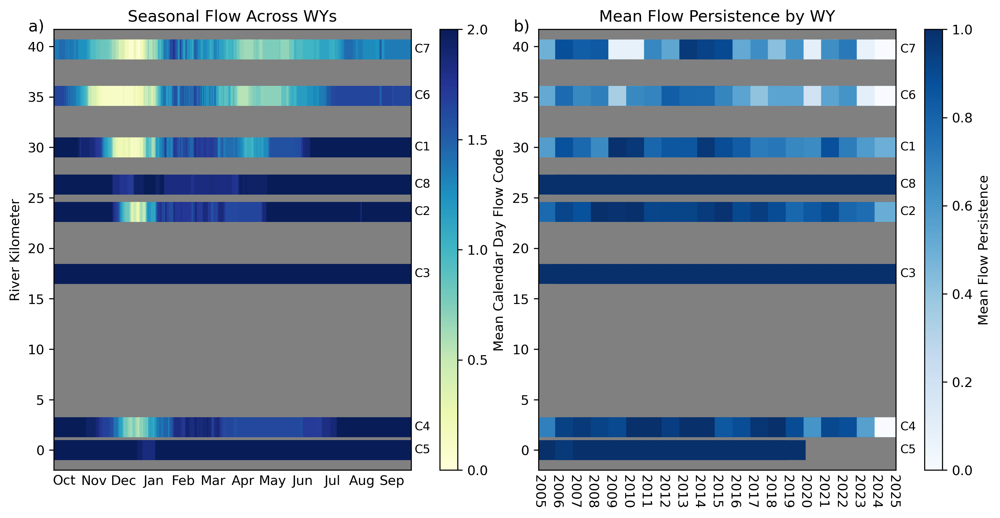 a)
Seasonal Flow Across WYs
River Kilometer
40
35
30
25
20
15
10
5
0
C7
C6
C1
C8
C2
C3
C4
C5
Oct Nov Dec Jan Feb Mar Apr May Jun Jul Aug Sep
2.0
1.5
1.0
0.5
0.0
Mean Calendar Day Flow Code
b)
Mean Flow Persistence by WY
40
35
30
25
20
15
10
5
0
C7
C6
C1
C8
C2
C3
C4
C5
2005
2006
2007
2008
2009
2010
2011
2012
2013
2014
2015
2016
2017
2018
2019
2020
2021
2022
2023
2024
2025
1.0
0.8
0.6
0.4
0.2
0.0
Mean Flow Persistence